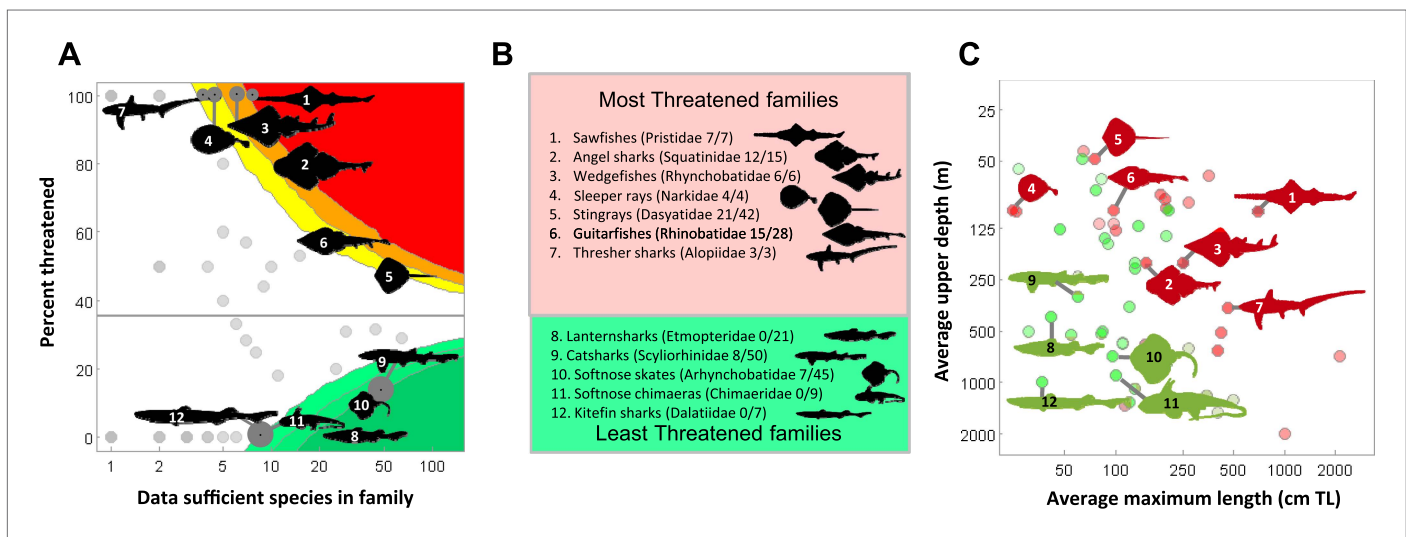 A
Percent threatened
100
80
60
40
20
0
1
2
5
10
20
50
100
Data sufficient species in family
7
1
4
3
2
6
5
9
10
12
11
8
B
Most Threatened families
1. Sawfishes (Pristidae 7/7)
2. Angel sharks (Squatinidae 12/15)
3. Wedgefishes (Rhynchobatidae 6/6)
4. Sleeper rays (Narkidae 4/4)
5. Stingrays (Dasyatidae 21/42)
6. Guitarfishes (Rhinobatidae 15/28)
7. Thresher sharks (Alopiidae 3/3)
8. Lanternsharks (Etmopteridae 0/21)
9. Catsharks (Scyliorhinidae 8/50)
10. Softnose skates (Arhynchobatidae 7/45)
11. Softnose chimaeras (Chimaeridae 0/9)
12. Kitefin sharks (Dalatiidae 0/7)
Least Threatened families
C
Average upper depth (m)
25
50
125
250
500
1000
2000
50
100
250
500
1000
2000
Average maximum length (cm TL)
5
6
4
1
3
9
2
7
8
10
12
11